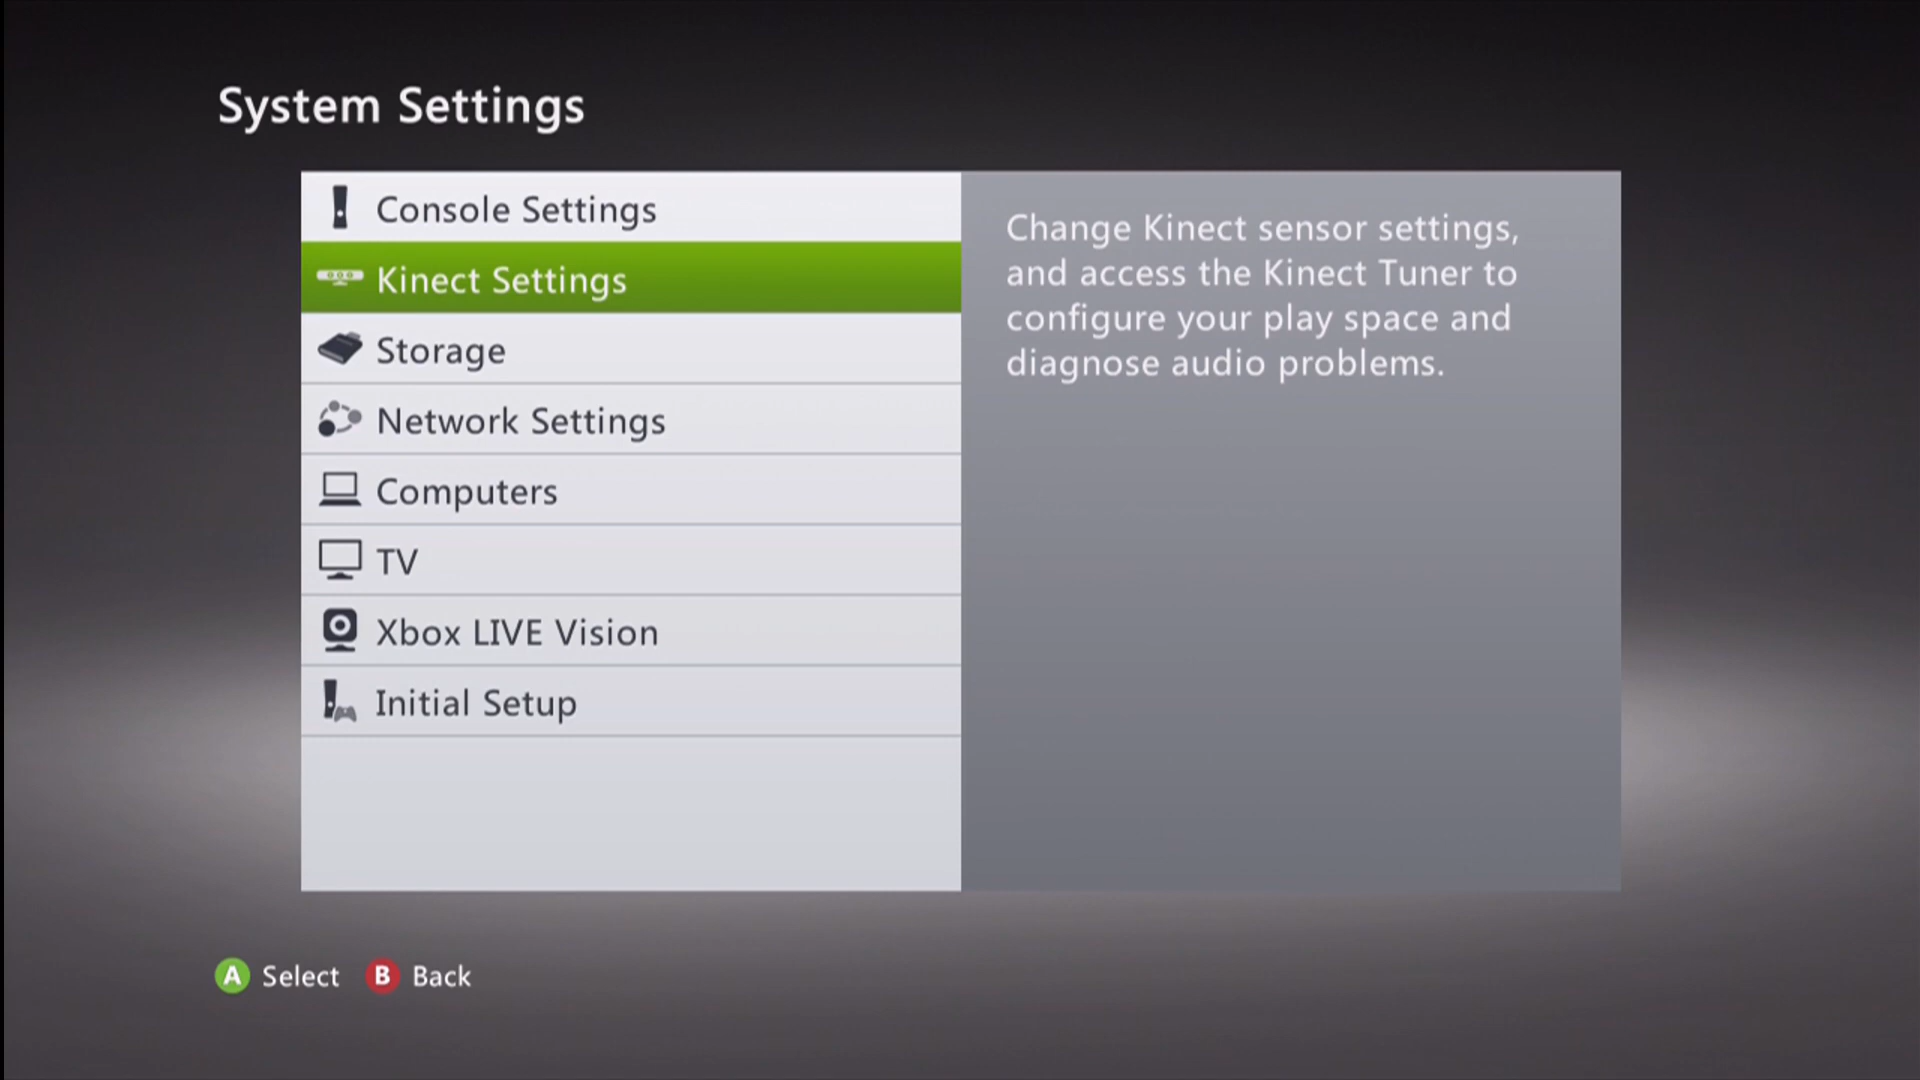 System Settings
Console Settings
Kinect Settings
Storage
Network Settings
Computers
TV
Xbox LIVE Vision
Initial Setup
Change Kinect sensor settings,
and access the Kinect Tuner to
configure your play space and
diagnose audio problems.
A Select B Back